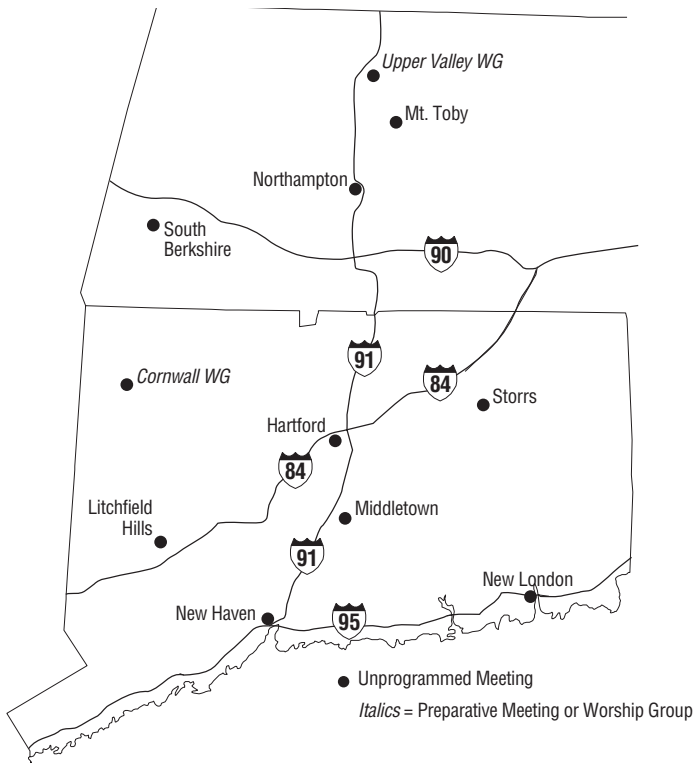 Upper Valley WG
Mt. Toby
Northampton
South
Berkshire
90
91
Cornwall WG
84
Storrs
Hartford
84
Litchfield
Hills
Middletown
91
New London
New Haven
95
Unprogrammed Meeting
Italics = Preparative Meeting or Worship Group